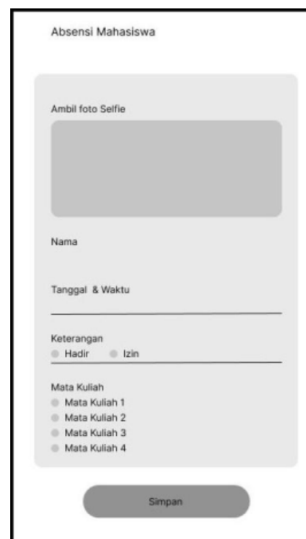 Absensi Mahasiswa
Ambil foto Selfie
Nama
Tanggal & Waktu
Keterangan
Hadir Izin
Mata Kuliah
Mata Kuliah 1
Mata Kuliah 2
Mata Kuliah 3
Mata Kuliah 4
Simpan